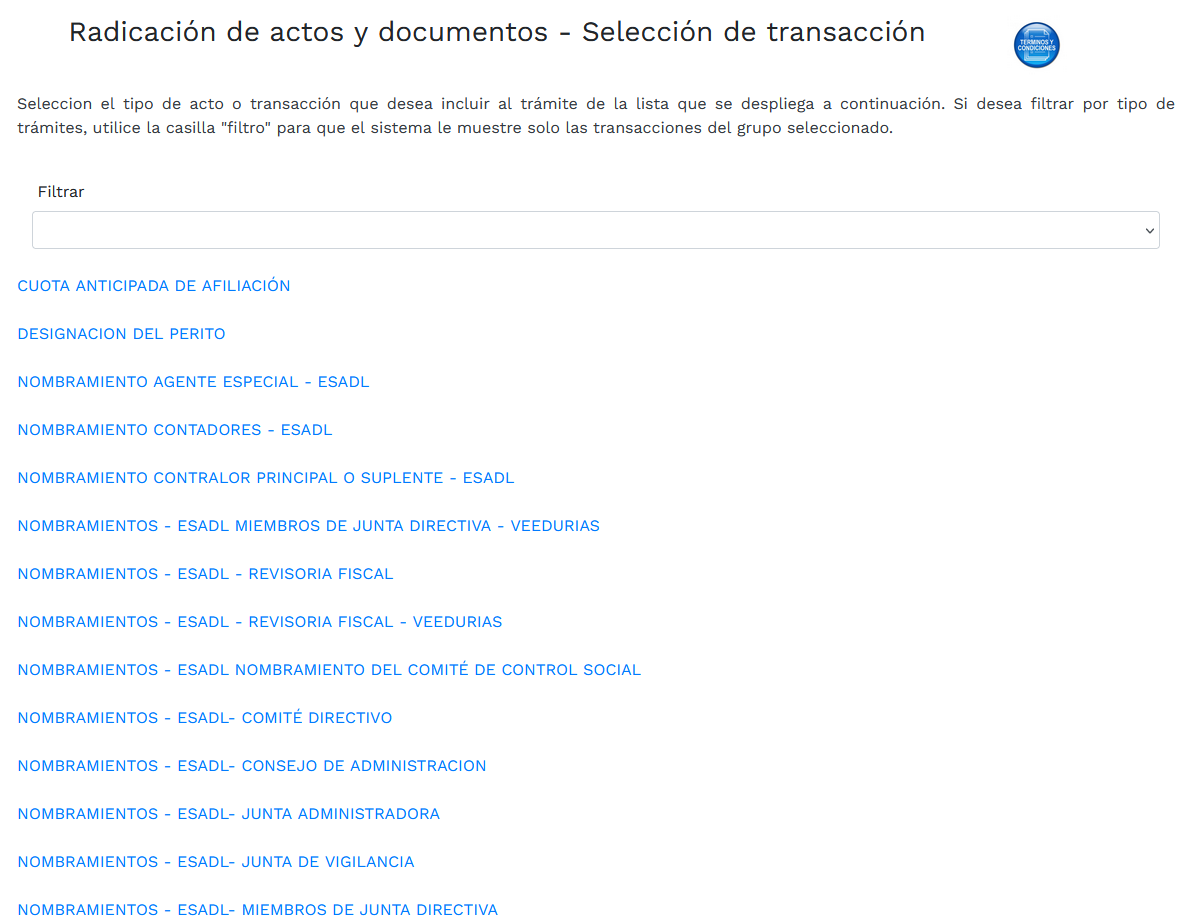 Radicación de actos y documentos - Selección de transacción
TERMINOS Y
CONDICIONES
Seleccion el tipo de acto o transacción que desea incluir al trámite de la lista que se despliega a continuación. Si desea filtrar por tipo de
trámites, utilice la casilla "filtro" para que el sistema le muestre solo las transacciones del grupo seleccionado.
Filtrar
CUOTA ANTICIPADA DE AFILIACIÓN
DESIGNACION DEL PERITO
NOMBRAMIENTO AGENTE ESPECIAL - ESADL
NOMBRAMIENTO CONTADORES - ESADL
NOMBRAMIENTO CONTRALOR PRINCIPAL O SUPLENTE - ESADL
NOMBRAMIENTOS - ESADL MIEMBROS DE JUNTA DIRECTIVA - VEEDURIAS
NOMBRAMIENTOS - ESADL - REVISORIA FISCAL
NOMBRAMIENTOS - ESADL - REVISORIA FISCAL - VEEDURIAS
NOMBRAMIENTOS - ESADL NOMBRAMIENTO DEL COMITÉ DE CONTROL SOCIAL
NOMBRAMIENTOS - ESADL- COMITÉ DIRECTIVO
NOMBRAMIENTOS - ESADL- CONSEJO DE ADMINISTRACION
NOMBRAMIENTOS - ESADL- JUNTA ADMINISTRADORA
NOMBRAMIENTOS - ESADL- JUNTA DE VIGILANCIA
NOMBRAMIENTOS - ESADL- MIEMBROS DE JUNTA DIRECTIVA